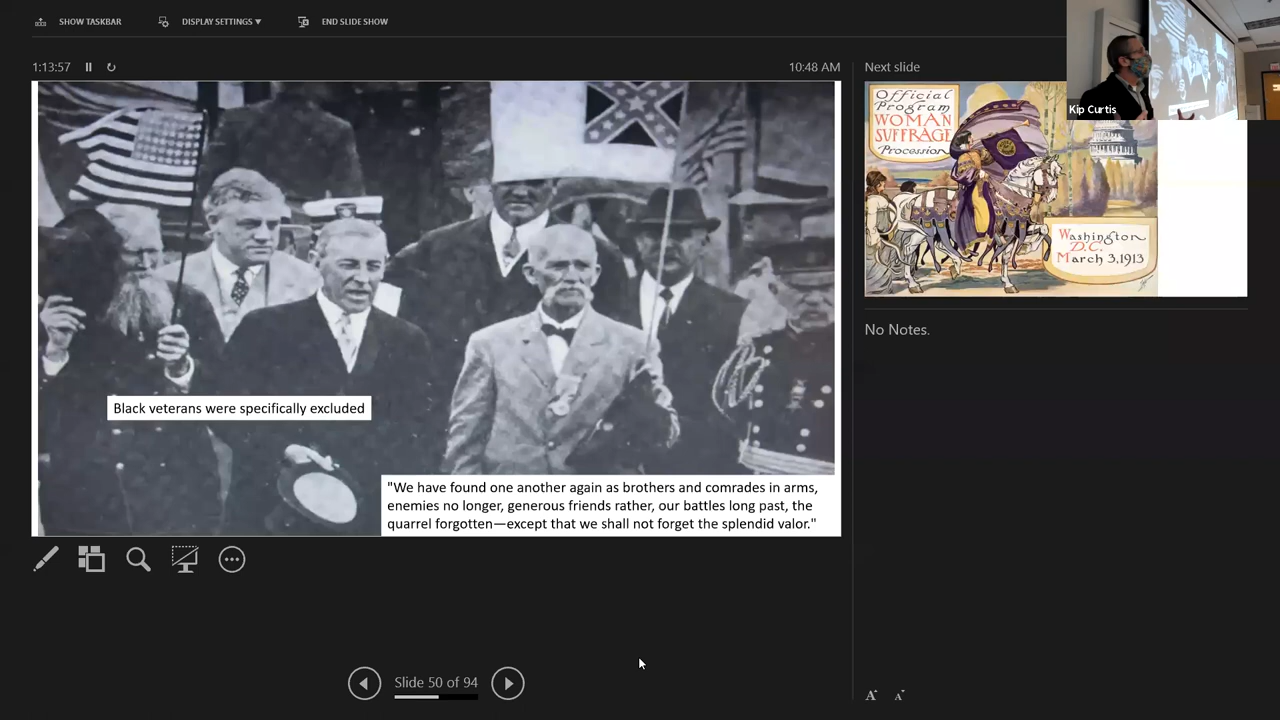 SHOW TASKBAR
DISPLAY SETTINGS ▼
END SLIDE SHOW
1:13:57
10:48 AM
Next slide
Kip Curtis
Official
Program
WOMAN
SUFFRAGE
Procession
Washington
D.C.
March 3, 1913
No Notes.
Black veterans were specifically excluded
"We have found one another again as brothers and comrades in arms,
enemies no longer, generous friends rather, our battles long past, the
quarrel forgotten—except that we shall not forget the splendid valor."
Slide 50 of 94
A
A